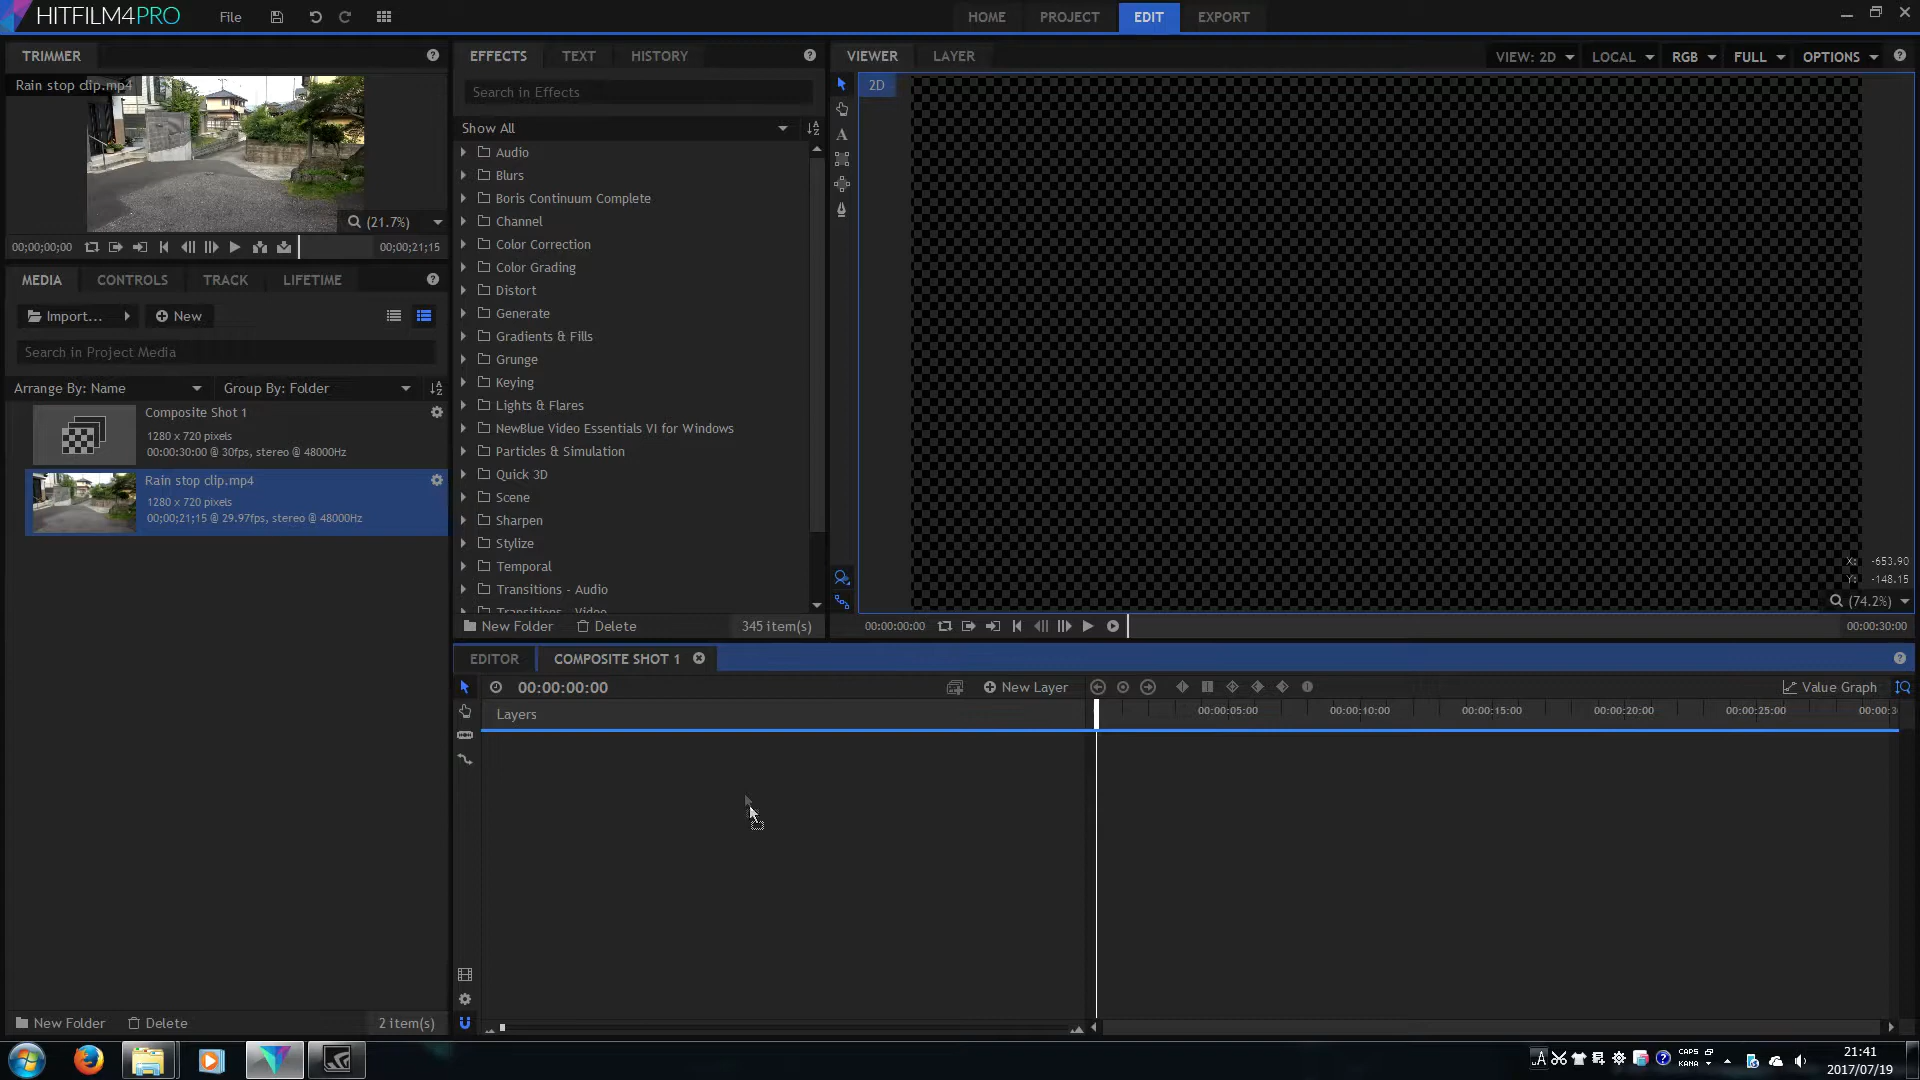 HITFILM4PRO
File
HOME
PROJECT
EDIT
EXPORT
TRIMMER
Rain stop clip.mp4
(21.7%)
00;00;00;00
00;00;21;15
MEDIA
CONTROLS
TRACK
LIFETIME
Import...
New
Search in Project Media
Arrange By: Name
Group By: Folder
Composite Shot 1
1280 x 720 pixels
00:00:30:00 @ 30fps, stereo @ 48000Hz
Rain stop clip.mp4
1280 x 720 pixels
00;00;21;15 @ 29.97fps, stereo @ 48000Hz
New Folder
Delete
2 item(s)
EFFECTS
TEXT
HISTORY
Search in Effects
Show All
Audio
Blurs
Boris Continuum Complete
Channel
Color Correction
Color Grading
Distort
Generate
Gradients & Fills
Grunge
Keying
Lights & Flares
NewBlue Video Essentials VI for Windows
Particles & Simulation
Quick 3D
Scene
Sharpen
Stylize
Temporal
Transitions - Audio
Transitions - Video
New Folder
Delete
345 item(s)
VIEWER
LAYER
VIEW: 2D
LOCAL
RGB
FULL
OPTIONS
2D
X: -653.90
Y: -148.15
(74.2%)
00:00:00:00
00:00:30:00
EDITOR
COMPOSITE SHOT 1
00:00:00:00
New Layer
Value Graph
Layers
00:00:05:00
00:00:10:00
00:00:15:00
00:00:20:00
00:00:25:00
00:00:3
A
CAPS
KANA
21:41
2017/07/19